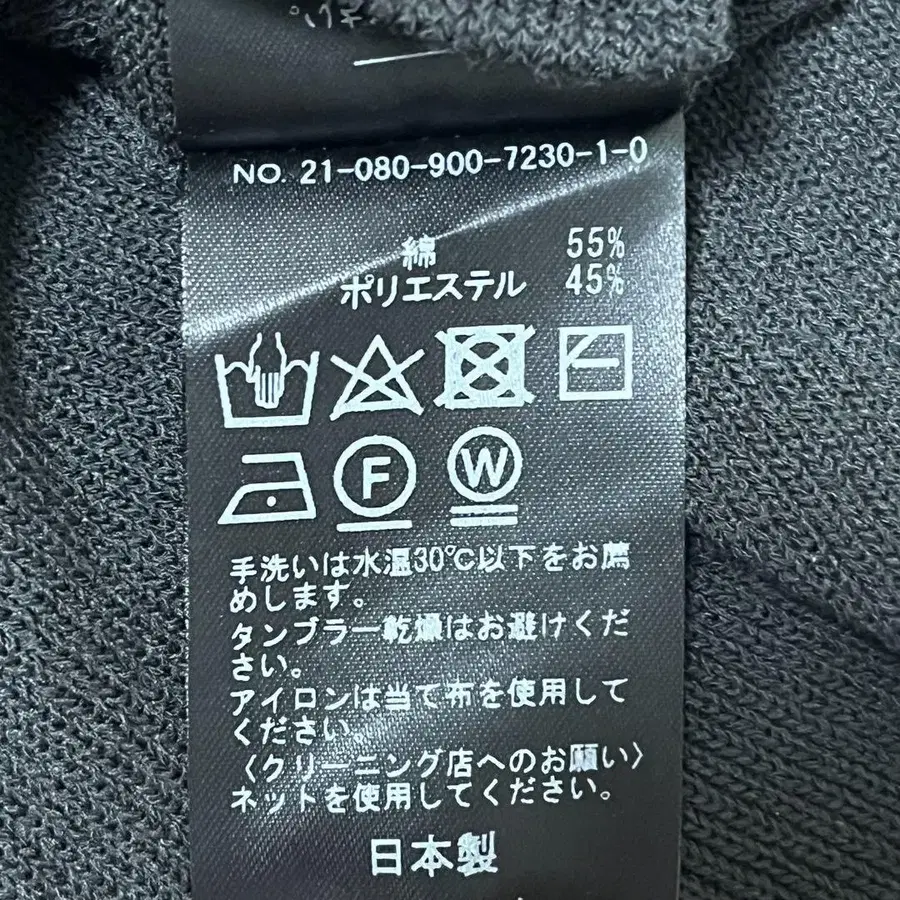 NO. 21-080-900-7230-1-0
綿 55%
ポリエステル 45%
F W
手洗いは水温30℃以下をお薦
めします。
タンブラー乾燥はお避けくだ
さい。
アイロンは当て布を使用して
ください。
〈クリーニング店へのお願い〉
ネットを使用してください。
日本製